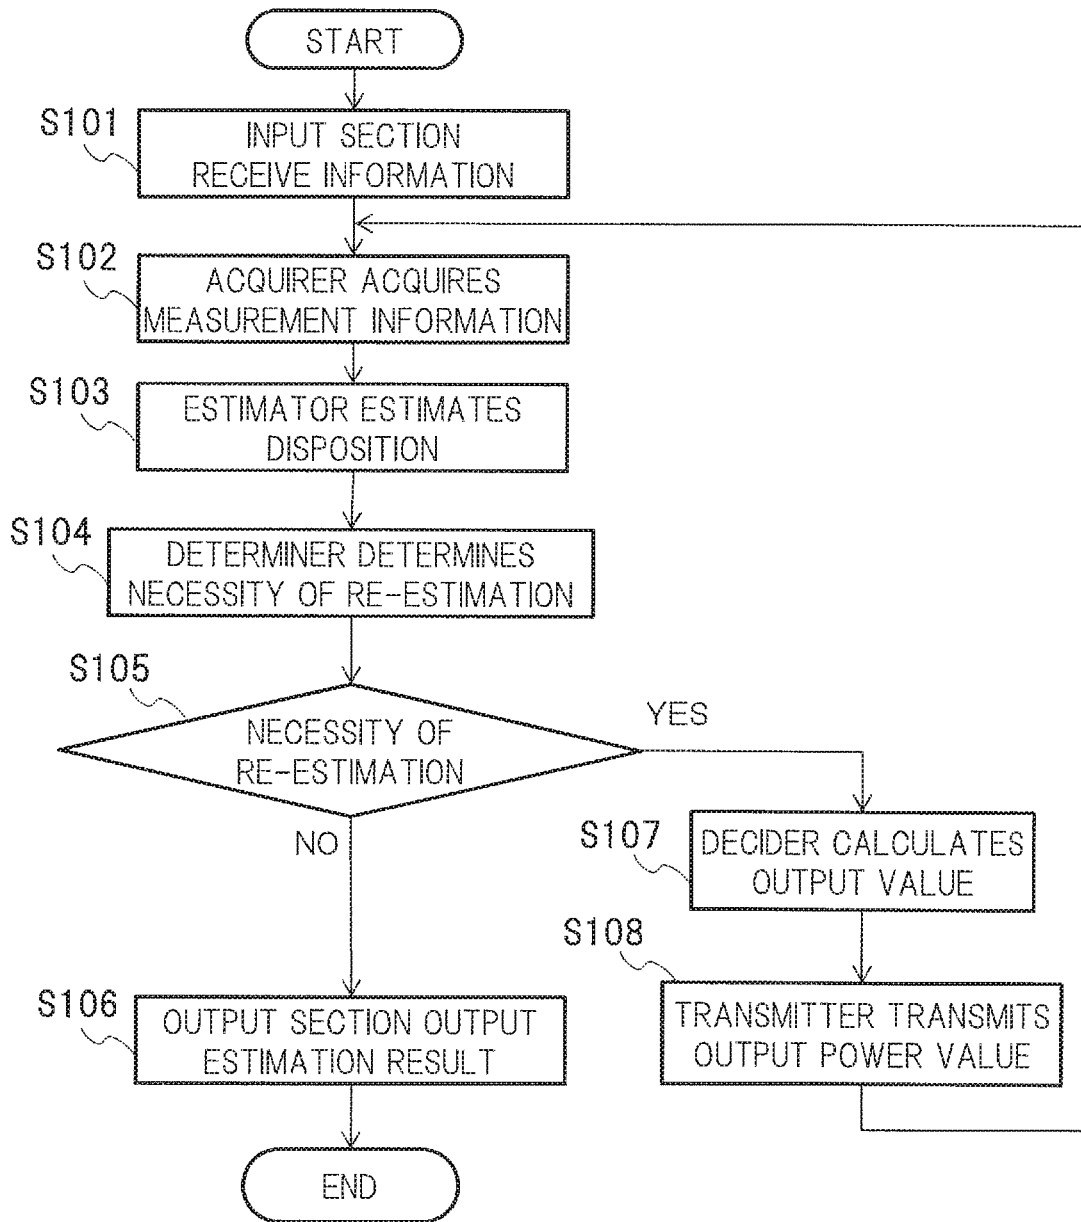 START
S101
INPUT SECTION
RECEIVE INFORMATION
S102
ACQUIRER ACQUIRES
MEASUREMENT INFORMATION
S103
ESTIMATOR ESTIMATES
DISPOSITION
S104
DETERMINER DETERMINES
NECESSITY OF RE-ESTIMATION
S105
NECESSITY OF
RE-ESTIMATION
YES
NO
S107
DECIDER CALCULATES
OUTPUT VALUE
S108
TRANSMITTER TRANSMITS
OUTPUT POWER VALUE
S106
OUTPUT SECTION OUTPUT
ESTIMATION RESULT
END